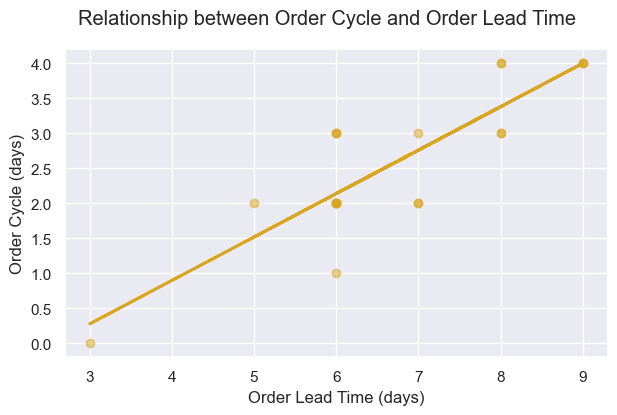 Relationship between Order Cycle and Order Lead Time
4.0
3.5
3.0
2.5
2.0
1.5
1.0
0.5
0.0
Order Cycle (days)
3 4 5 6 7 8 9
Order Lead Time (days)